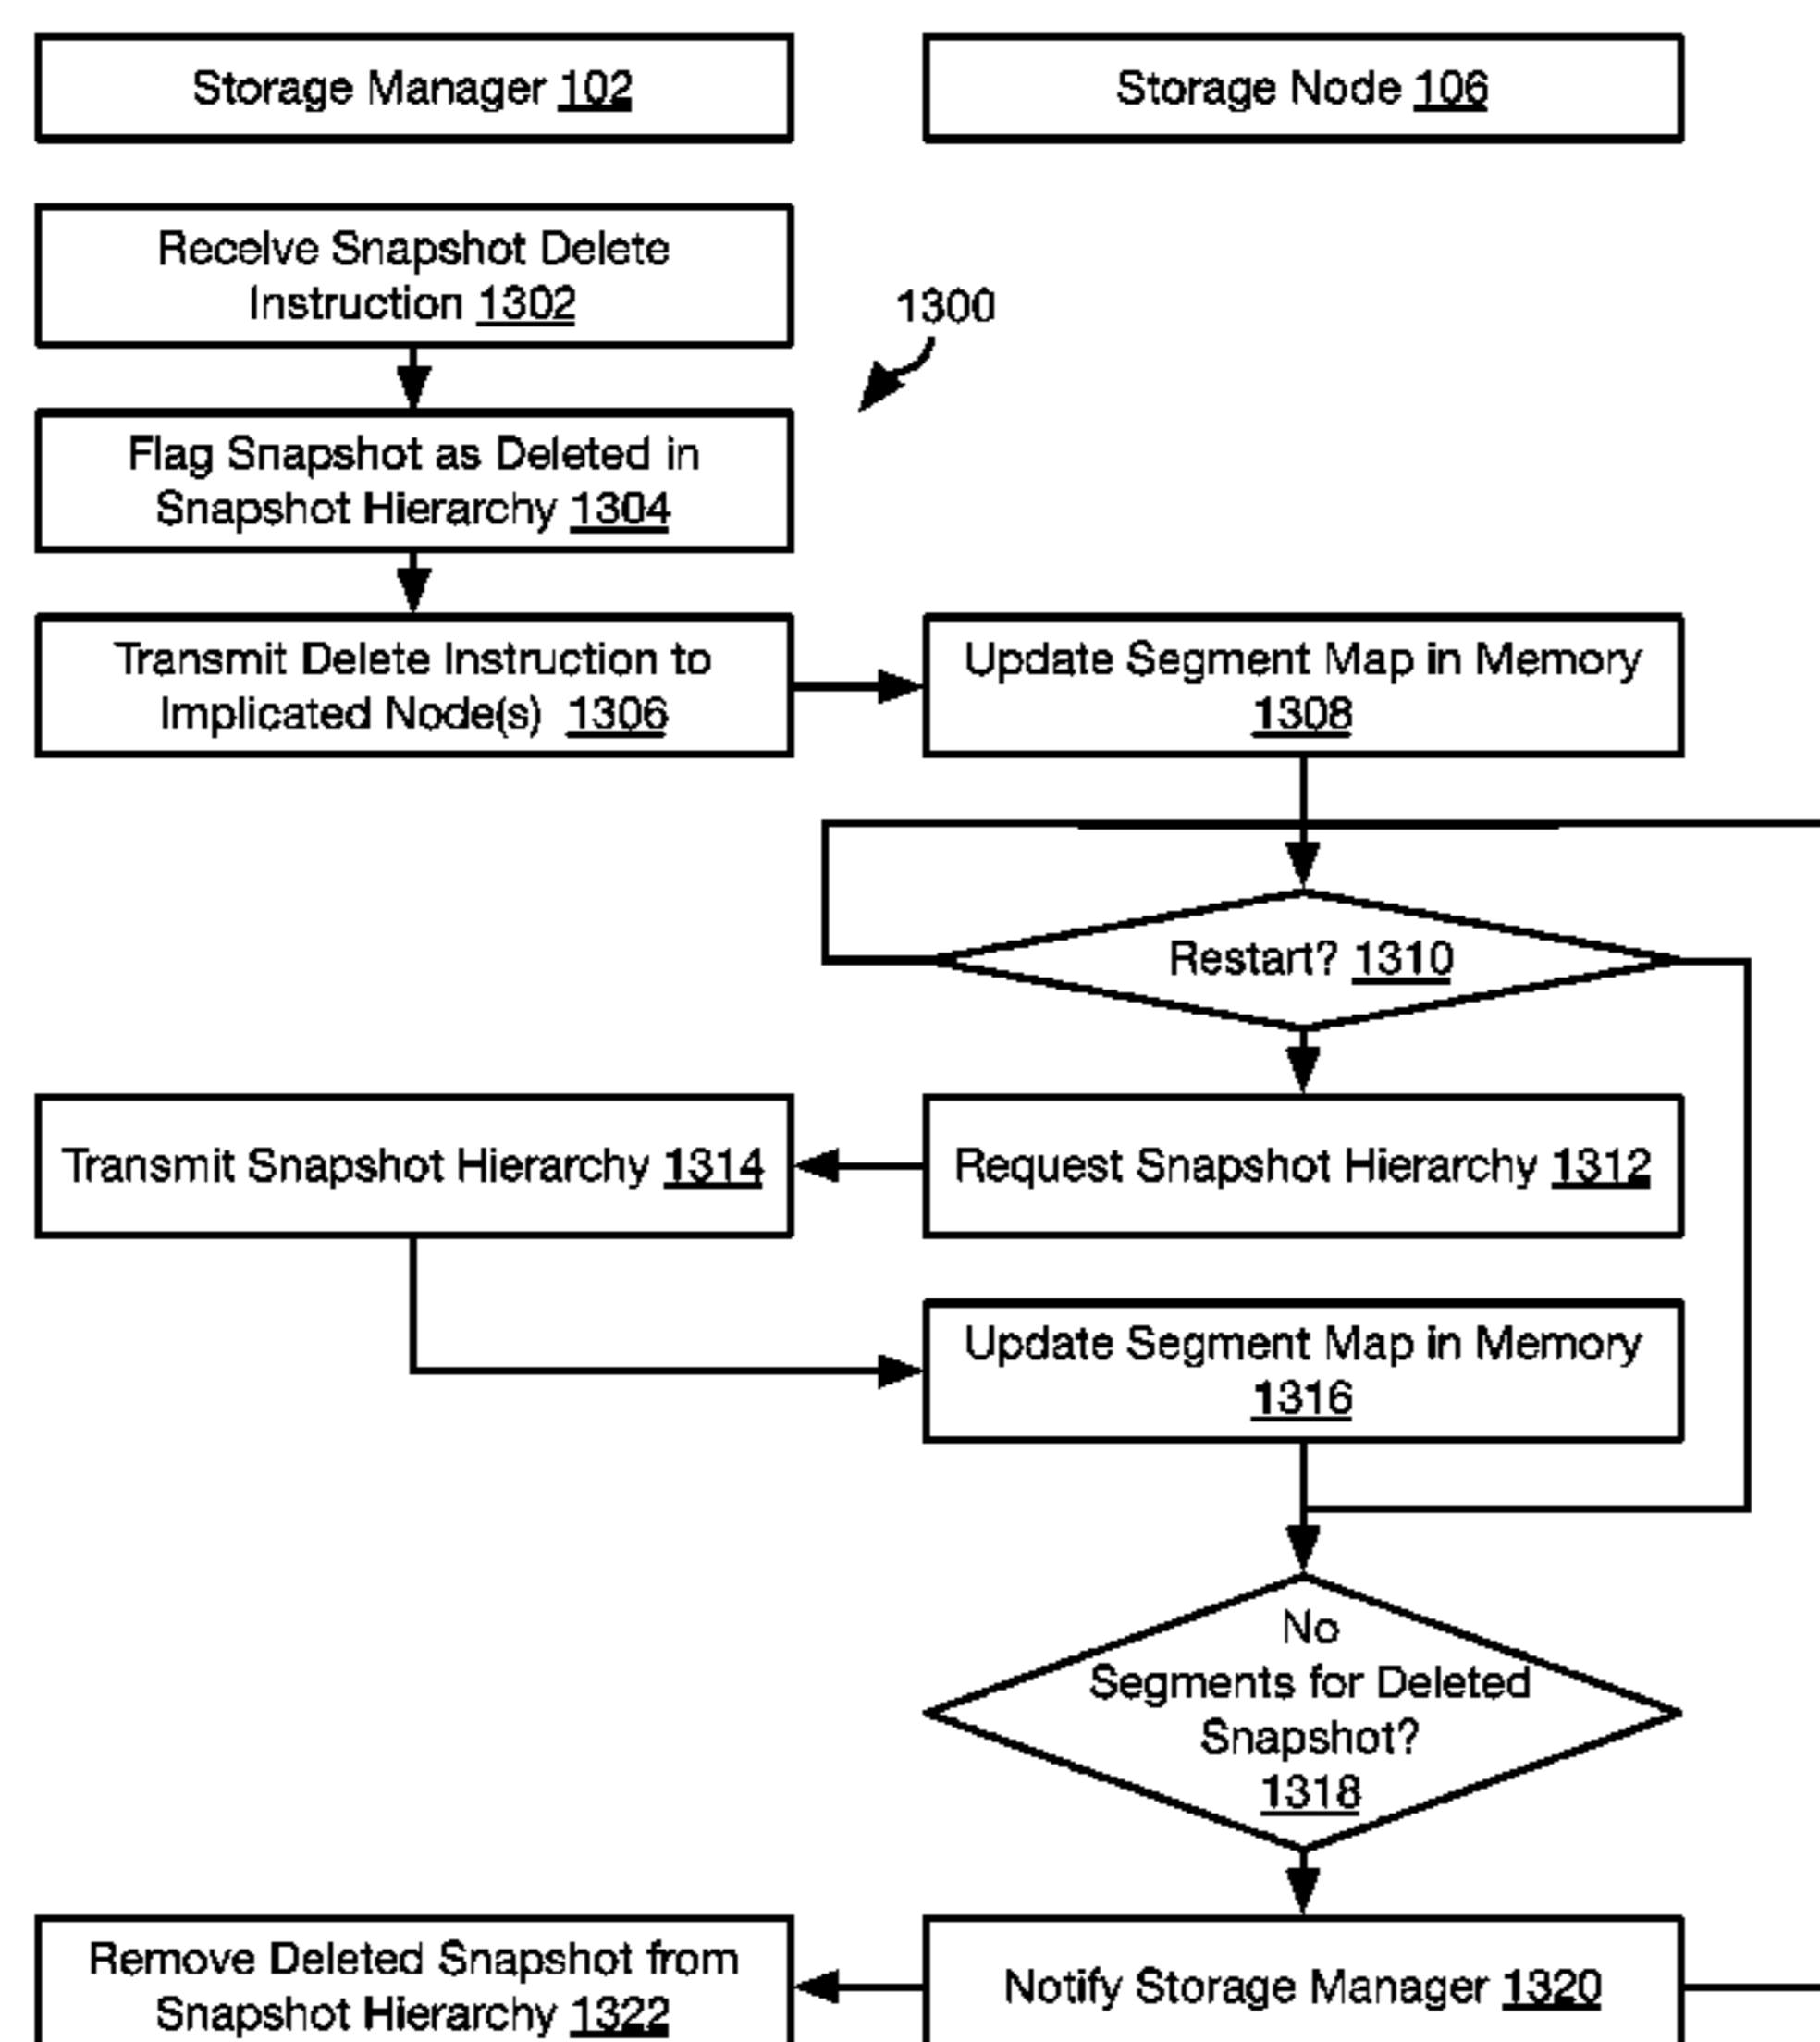 Storage Manager 102
Storage Node 106
Receive Snapshot Delete
Instruction 1302
1300
Flag Snapshot as Deleted in
Snapshot Hierarchy 1304
Transmit Delete Instruction to
Implicated Node(s) 1306
Update Segment Map in Memory
1308
Restart? 1310
Transmit Snapshot Hierarchy 1314
Request Snapshot Hierarchy 1312
Update Segment Map in Memory
1316
No
Segments for Deleted
Snapshot?
1318
Remove Deleted Snapshot from
Snapshot Hierarchy 1322
Notify Storage Manager 1320